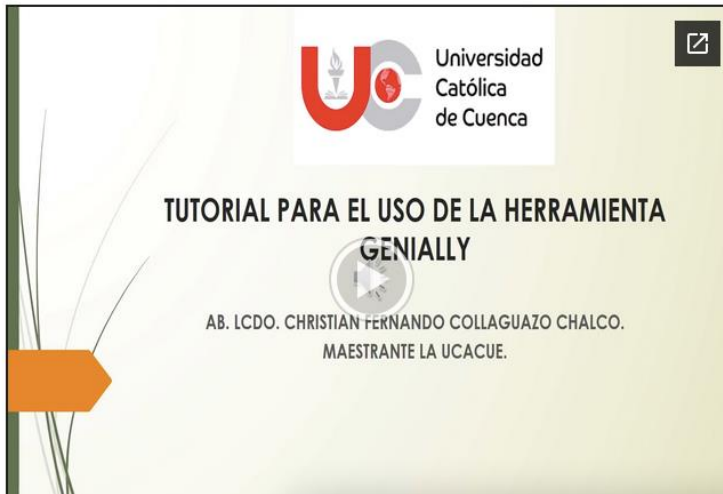 Universidad
Católica
de Cuenca
TUTORIAL PARA EL USO DE LA HERRAMIENTA
GENIALLY
AB. LCDO. CHRISTIAN FERNANDO COLLAGUAZO CHALCO.
MAESTRANTE LA UCACUE.